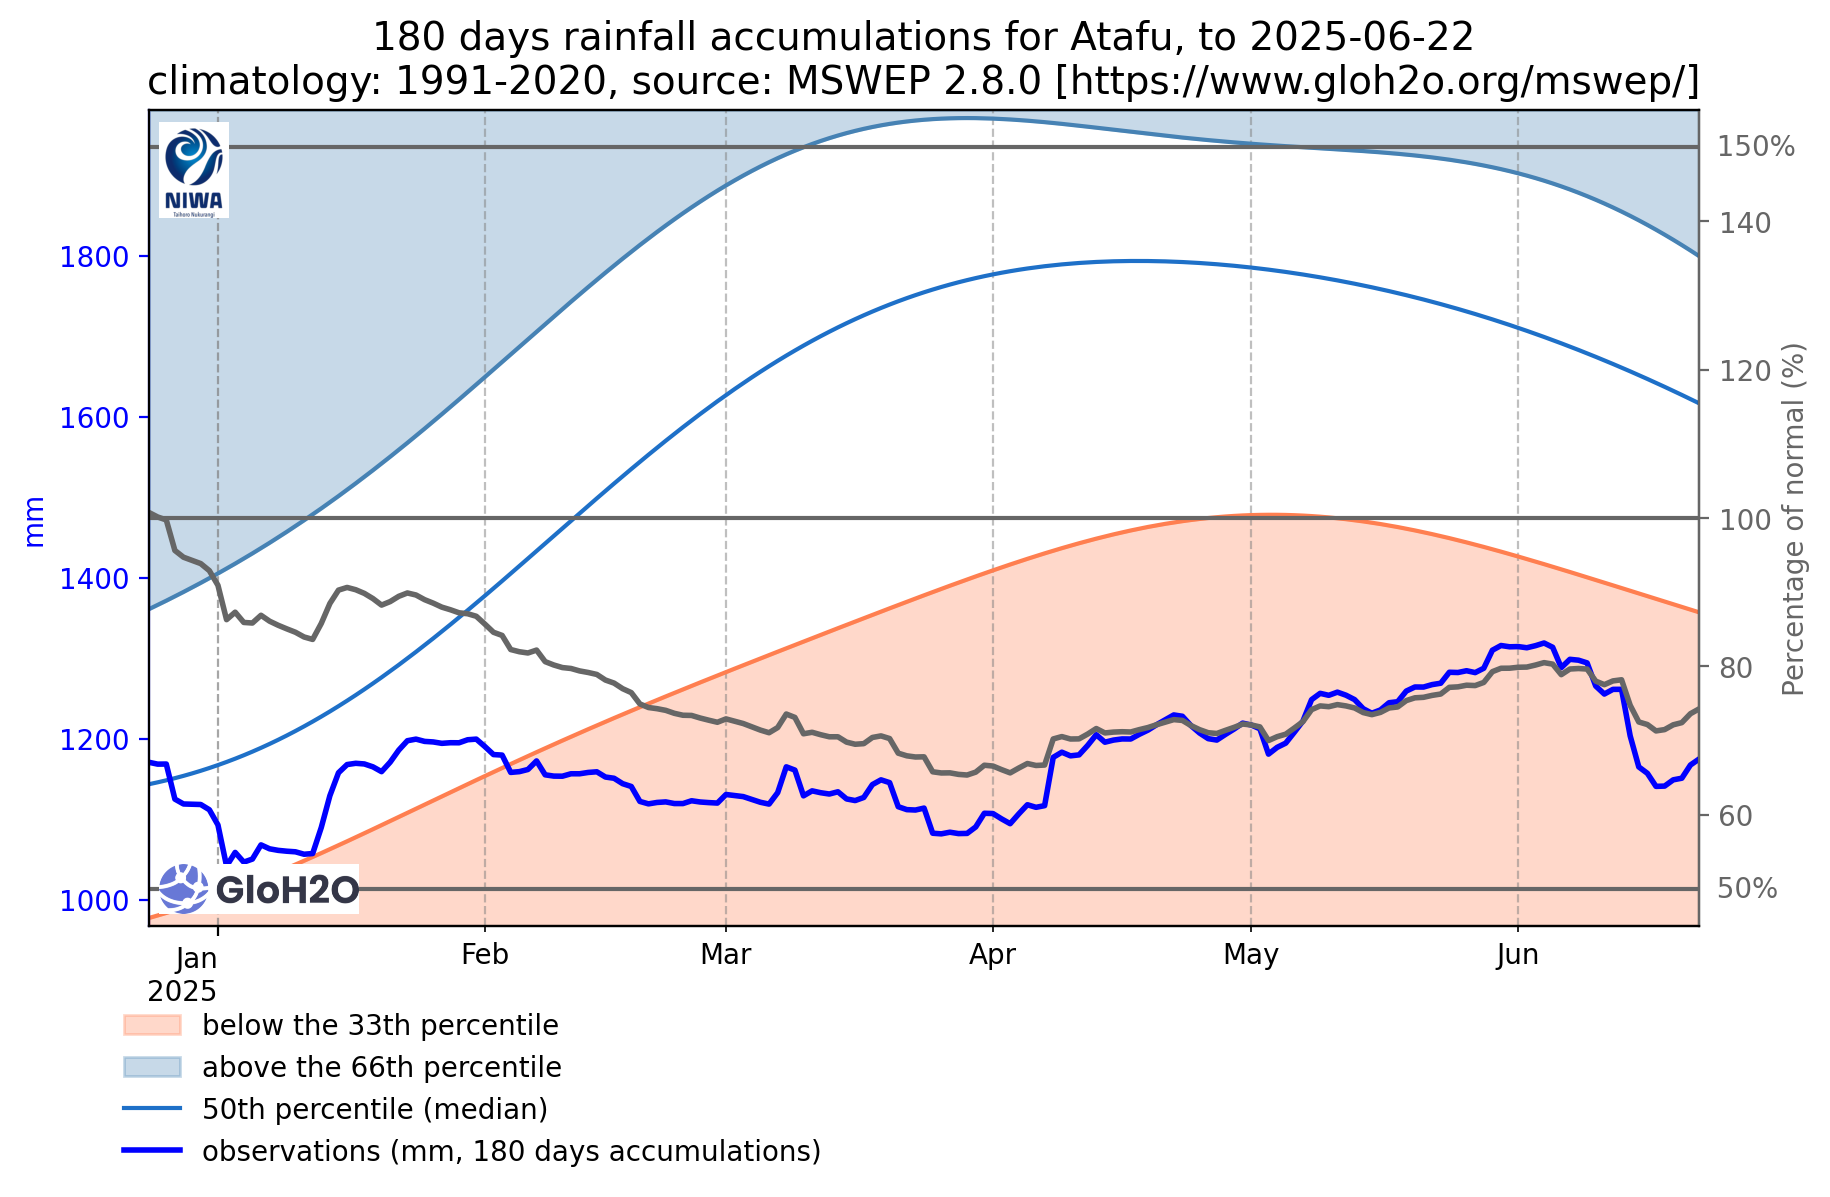 180 days rainfall accumulations for Atafu, to 2025-06-22
climatology: 1991-2020, source: MSWEP 2.8.0 [https://www.gloh2o.org/mswep/]
NIWA
Taihoro Nukurangi
1800
1600
1400
1200
1000
mm
150%
140
120
100
80
60
50%
Percentage of normal (%)
GloH2O
Jan
2025
Feb
Mar
Apr
May
Jun
below the 33th percentile
above the 66th percentile
50th percentile (median)
observations (mm, 180 days accumulations)